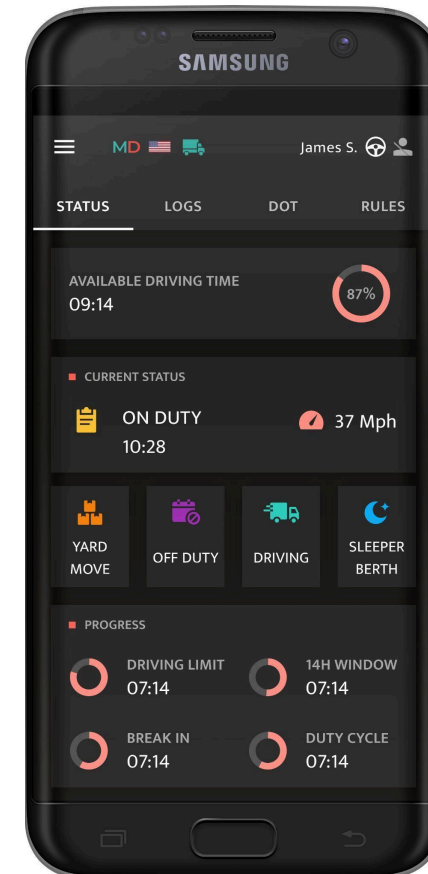 SAMSUNG
MD James S.
STATUS LOGS DOT RULES
AVAILABLE DRIVING TIME
09:14
87%
CURRENT STATUS
ON DUTY
10:28
37 Mph
YARD
MOVE
OFF DUTY
DRIVING
SLEEPER
BERTH
PROGRESS
DRIVING LIMIT
07:14
14H WINDOW
07:14
BREAK IN
07:14
DUTY CYCLE
07:14